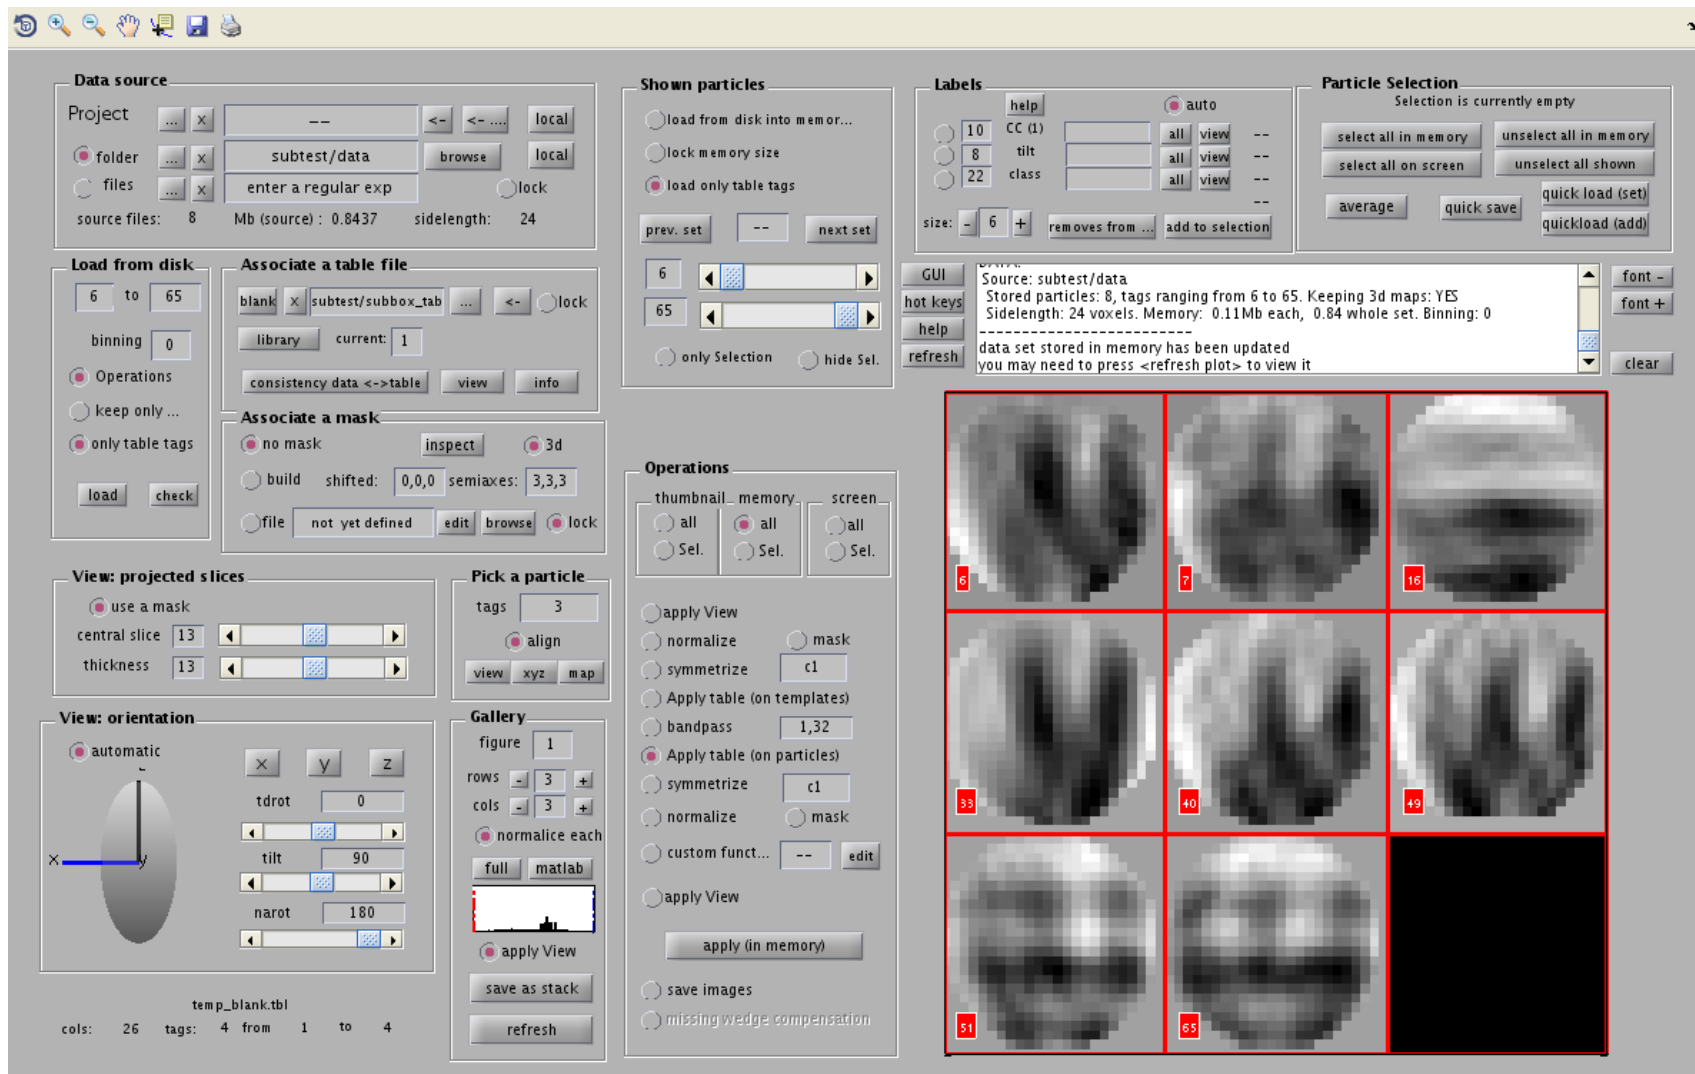 Data source
Project ... x -- <- <- .... local
folder ... x subtest/data browse local
files ... x enter a regular exp lock
source files: 8 Mb (source) : 0.8437 sidelength: 24
Load from disk
6 to 65
binning 0
Operations
keep only ...
only table tags
load check
Associate a table file
blank x subtest/subbox_tab ... <- lock
library current: 1
consistency data <->table view info
Associate a mask
no mask inspect 3d
build shifted: 0,0,0 semiaxes: 3,3,3
file not yet defined edit browse lock
View: projected slices
use a mask
central slice 13
thickness 13
Pick a particle
tags 3
align
view xyz map
View: orientation
automatic
x y z
tdrot 0
tilt 90
narot 180
X y
temp_blank.tbl
cols: 26 tags: 4 from 1 to 4
Gallery
figure 1
rows - 3 +
cols - 3 +
normalice each
full matlab
apply View
save as stack
refresh
Shown particles
load from disk into memor...
lock memory size
load only table tags
prev. set -- next set
6
65
only Selection hide Sel.
Operations
thumbnail memory screen
all all all
Sel. Sel. Sel.
apply View
normalize mask
symmetrize c1
Apply table (on templates)
bandpass 1,32
Apply table (on particles)
symmetrize c1
normalize mask
custom funct... -- edit
apply View
apply (in memory)
save images
missing wedge compensation
Labels
help auto
10 CC (1) all view --
8 tilt all view --
22 class all view --
--
size: - 6 + removes from ... add to selection
Particle Selection
Selection is currently empty
select all in memory unselect all in memory
select all on screen unselect all shown
average quick save quick load (set)
quickload (add)
GUI
hot keys
help
refresh
DATA:
Source: subtest/data
Stored particles: 8, tags ranging from 6 to 65. Keeping 3d maps: YES
Sidelength: 24 voxels. Memory: 0.11Mb each, 0.84 whole set. Binning: 0
-------------------------
data set stored in memory has been updated
you may need to press <refresh plot> to view it
font -
font +
clear
6 7 16
33 40 49
51 65